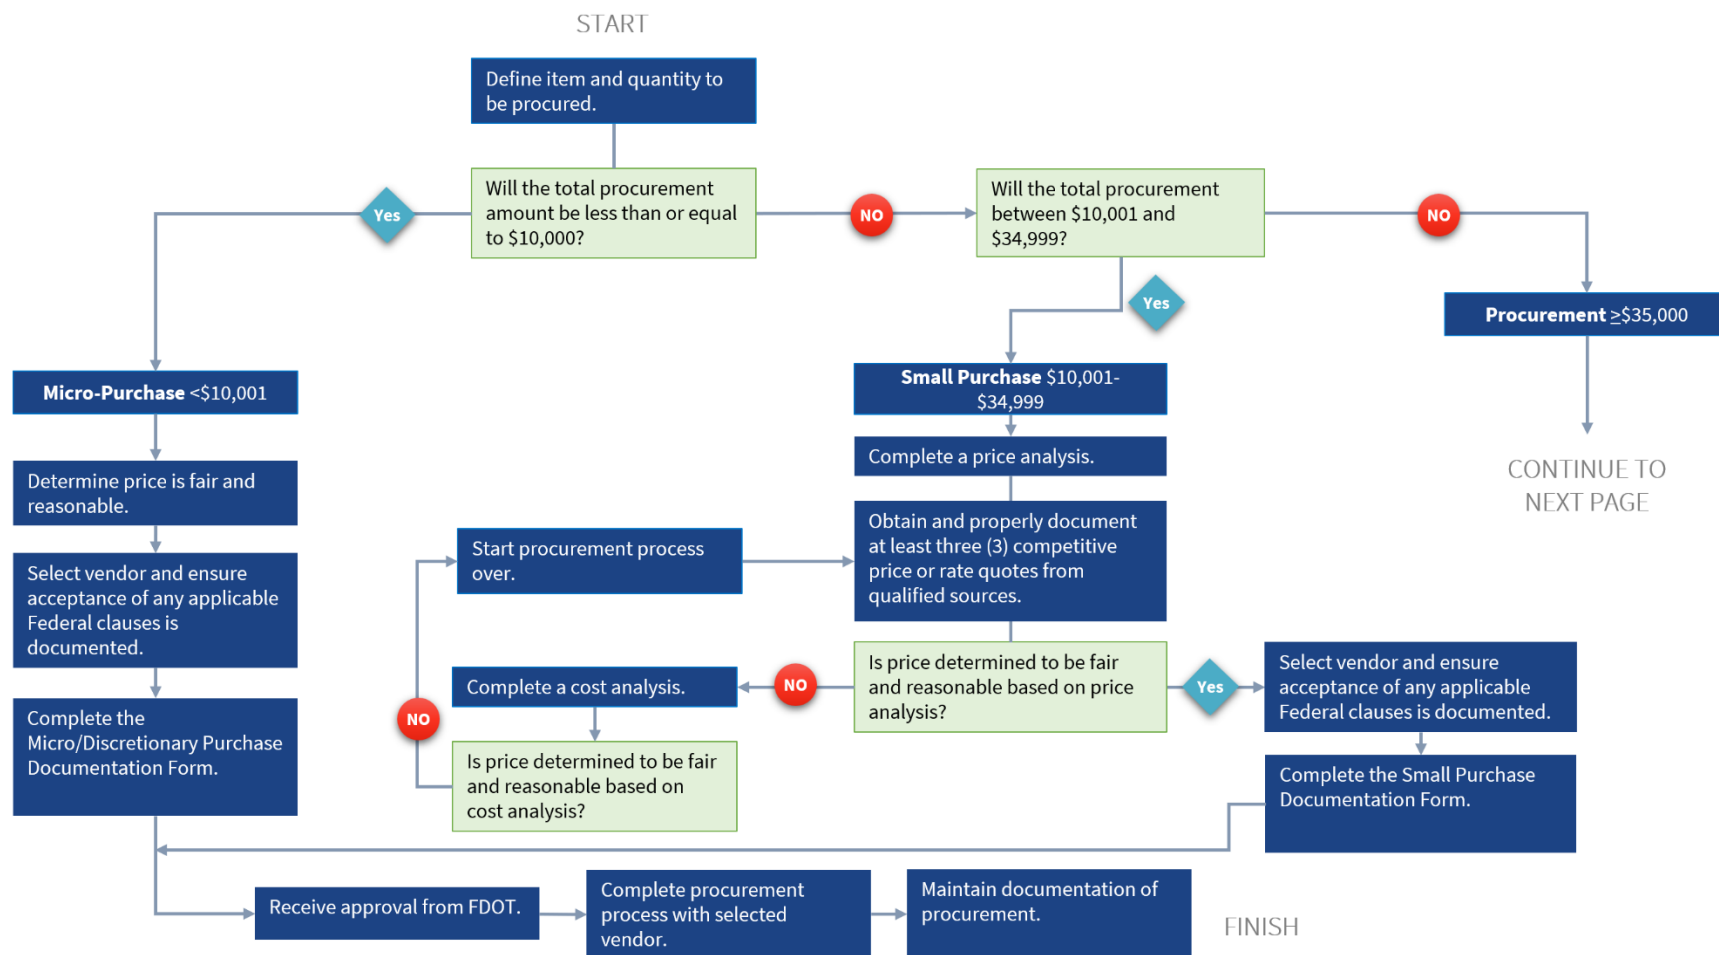 START
Define item and quantity to
be procured.
Will the total procurement
amount be less than or equal
to $10,000?
Yes
NO
Will the total procurement
between $10,001 and
$34,999?
NO
Yes
Procurement ≥$35,000
CONTINUE TO
NEXT PAGE
Micro-Purchase <$10,001
Determine price is fair and
reasonable.
Select vendor and ensure
acceptance of any applicable
Federal clauses is
documented.
Complete the
Micro/Discretionary Purchase
Documentation Form.
Small Purchase $10,001-
$34,999
Complete a price analysis.
Obtain and properly document
at least three (3) competitive
price or rate quotes from
qualified sources.
Start procurement process
over.
Is price determined to be fair
and reasonable based on price
analysis?
NO
Complete a cost analysis.
NO
Is price determined to be fair
and reasonable based on
cost analysis?
Yes
Select vendor and ensure
acceptance of any applicable
Federal clauses is documented.
Complete the Small Purchase
Documentation Form.
Receive approval from FDOT.
Complete procurement
process with selected
vendor.
Maintain documentation of
procurement.
FINISH